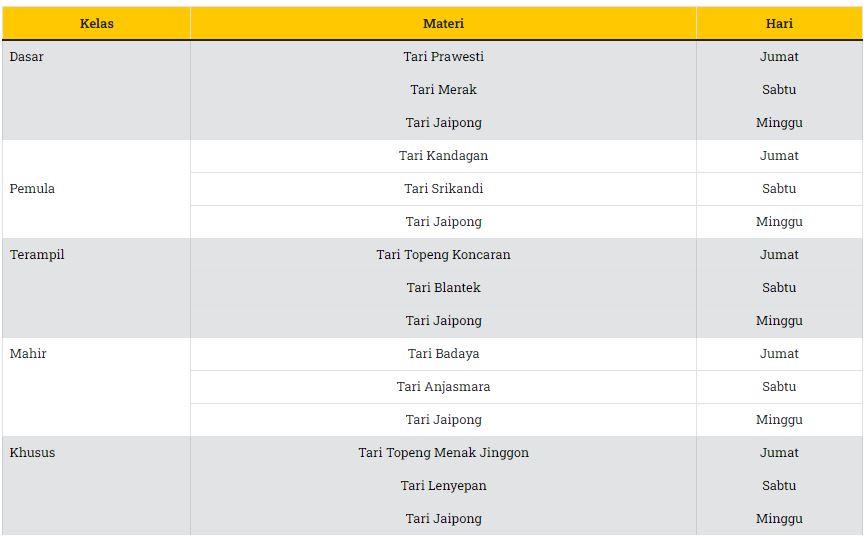 Kelas Materi Hari
Dasar Tari Prawesti Jumat
Tari Merak Sabtu
Tari Jaipong Minggu
Tari Kandagan Jumat
Pemula Tari Srikandi Sabtu
Tari Jaipong Minggu
Terampil Tari Topeng Koncaran Jumat
Tari Blantek Sabtu
Tari Jaipong Minggu
Mahir Tari Badaya Jumat
Tari Anjasmara Sabtu
Tari Jaipong Minggu
Khusus Tari Topeng Menak Jinggon Jumat
Tari Lenyepan Sabtu
Tari Jaipong Minggu